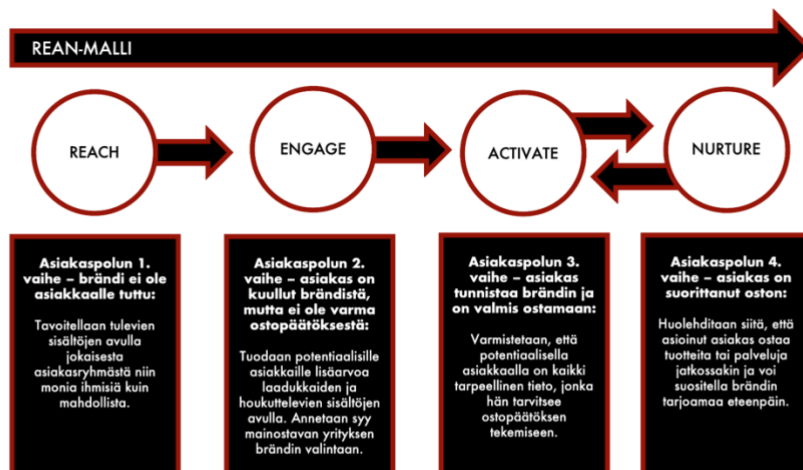 REAN-MALLI
REACH
ENGAGE
ACTIVATE
NURTURE
Asiakaspolun 1.
vaihe – brändi ei ole
asiakkaalle tuttu:
Tavoitellaan tulevien
sisältöjen avulla
jokaisesta
asiakasryhmästä niin
monia ihmisiä kuin
mahdollista.
Asiakaspolun 2.
vaihe – asiakas on
kuullut brändistä,
mutta ei ole varma
ostopäätöksestä:
Tuodaan potentiaalisille
asiakkaille lisäarvoa
laadukkaiden ja
houkuttelevien sisältöjen
avulla. Annetaan syy
mainostavan yrityksen
brändin valintaan.
Asiakaspolun 3.
vaihe – asiakas
tunnistaa brändin ja
on valmis ostamaan:
Varmistetaan, että
potentiaalisella
asiakkaalla on kaikki
tarpeellinen tieto, jonka
hän tarvitsee
ostopäätöksen
tekemiseen.
Asiakaspolun 4.
vaihe – asiakas on
suorittanut oston:
Huolehditaan siitä, että
asioinut asiakas ostaa
tuotteita tai palveluja
jatkossakin ja voi
suositella brändin
tarjoamaa eteenpäin.